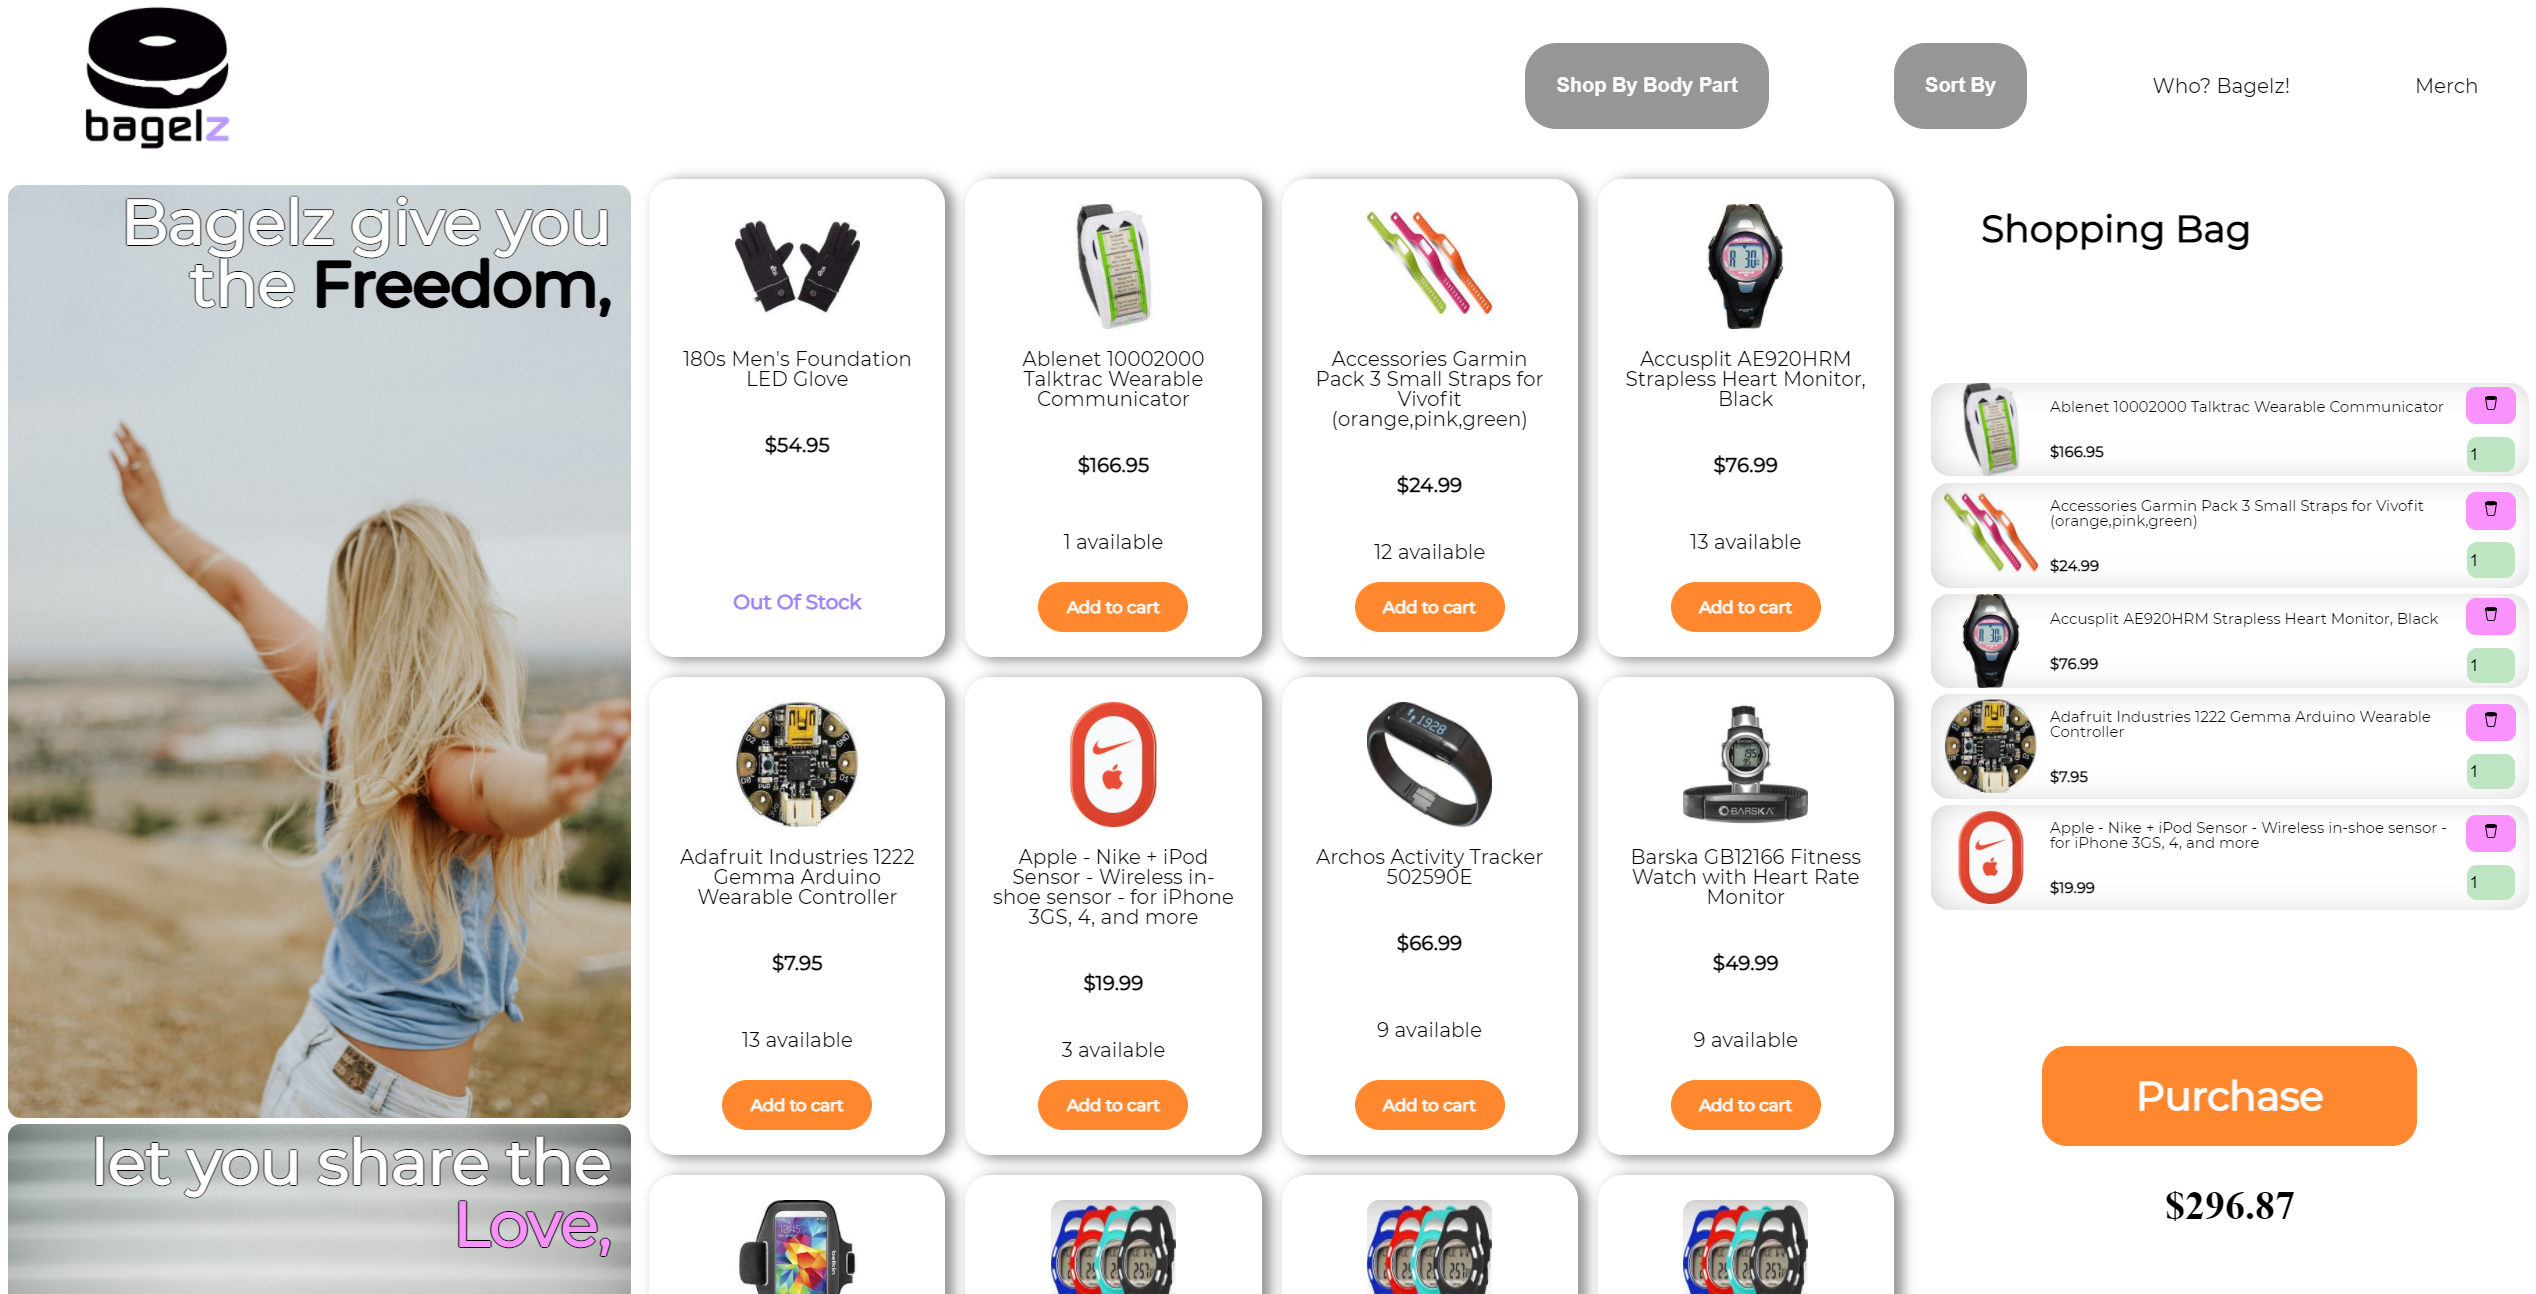 bagelz
Shop By Body Part
Sort By
Who? Bagelz!
Merch
Bagelz give you
the Freedom,
let you share the
Love,
180s Men's Foundation
LED Glove
$54.95
Out Of Stock
Ablenet 10002000
Talktrac Wearable
Communicator
$166.95
1 available
Add to cart
Accessories Garmin
Pack 3 Small Straps for
Vivofit
(orange,pink,green)
$24.99
12 available
Add to cart
Accusplit AE920HRM
Strapless Heart Monitor,
Black
$76.99
13 available
Add to cart
Adafruit Industries 1222
Gemma Arduino
Wearable Controller
$7.95
13 available
Add to cart
Apple - Nike + iPod
Sensor - Wireless in-
shoe sensor - for iPhone
3GS, 4, and more
$19.99
3 available
Add to cart
Archos Activity Tracker
502590E
$66.99
9 available
Add to cart
BARSKA
Barska GB12166 Fitness
Watch with Heart Rate
Monitor
$49.99
9 available
Add to cart
Shopping Bag
Ablenet 10002000 Talktrac Wearable Communicator
$166.95
1
Accessories Garmin Pack 3 Small Straps for Vivofit
(orange,pink,green)
$24.99
1
Accusplit AE920HRM Strapless Heart Monitor, Black
$76.99
1
Adafruit Industries 1222 Gemma Arduino Wearable
Controller
$7.95
1
Apple - Nike + iPod Sensor - Wireless in-shoe sensor -
for iPhone 3GS, 4, and more
$19.99
1
Purchase
$296.87